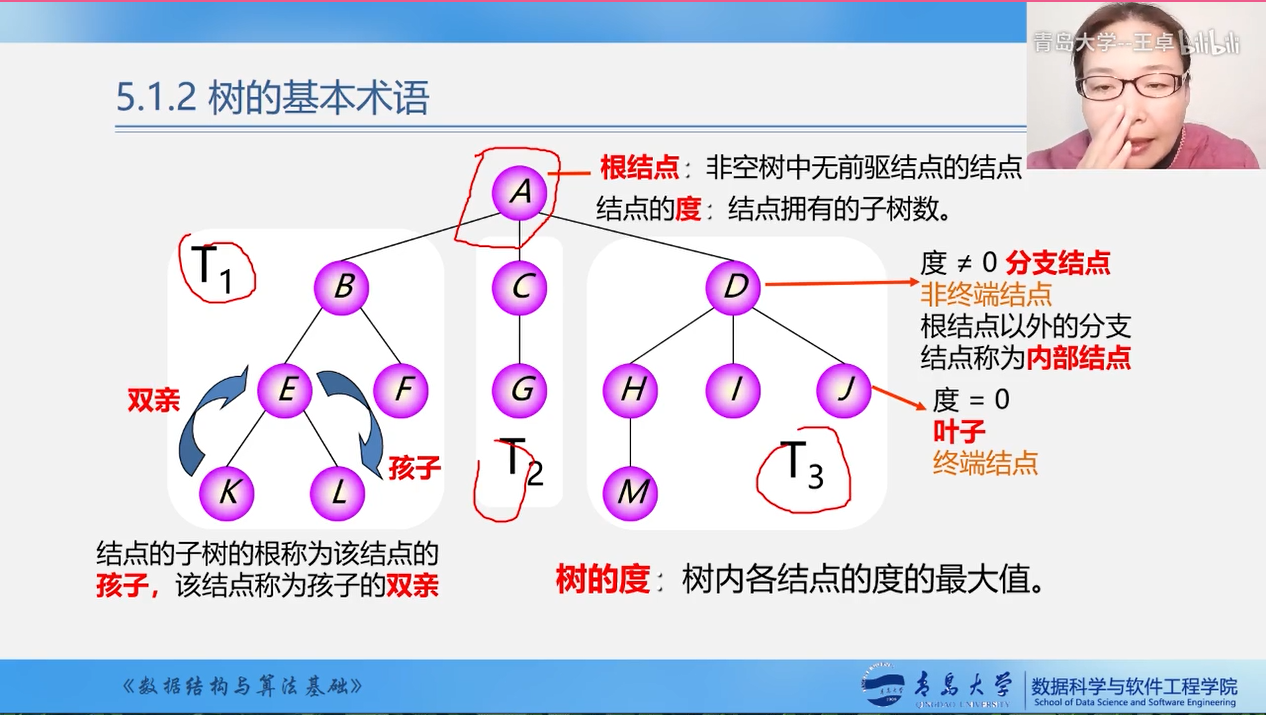 青岛大学--王卓 bilibili
5.1.2 树的基本术语
A
根结点：非空树中无前驱结点的结点
结点的度：结点拥有的子树数。
T1
B
C
D
度 ≠ 0 分支结点
非终端结点
根结点以外的分支
结点称为内部结点
双亲
E
F
G
H
I
J
度 = 0
叶子
终端结点
孩子
T2
T3
K
L
M
结点的子树的根称为该结点的
孩子，该结点称为孩子的双亲
树的度：树内各结点的度的最大值。
《数据结构与算法基础》
青岛大学
QINGDAO UNIVERSITY
数据科学与软件工程学院
School of Data Science and Software Engineering